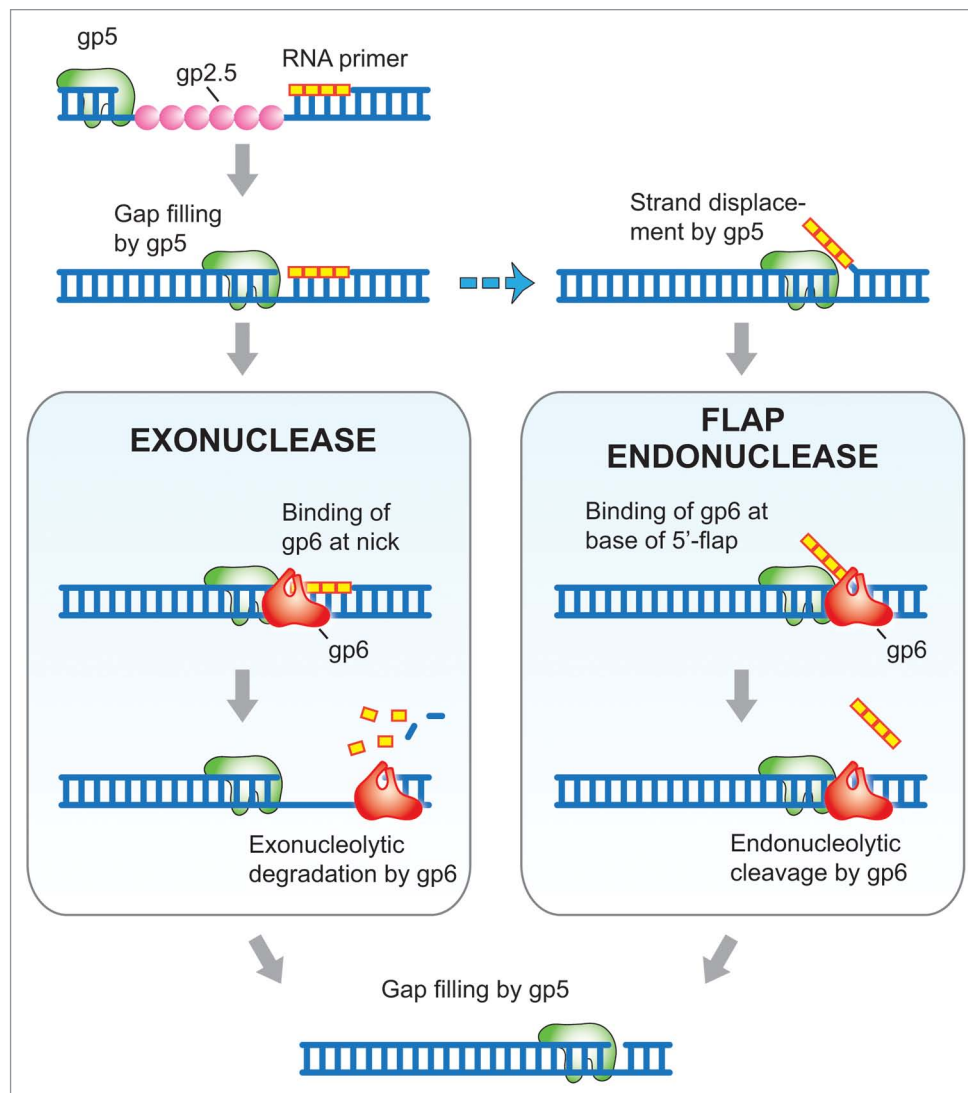 gp5
gp2.5
RNA primer
Gap filling
by gp5
Strand displace-
ment by gp5
EXONUCLEASE
Binding of
gp6 at nick
gp6
Exonucleolytic
degradation by gp6
FLAP
ENDONUCLEASE
Binding of gp6 at
base of 5'-flap
gp6
Endonucleolytic
cleavage by gp6
Gap filling by gp5